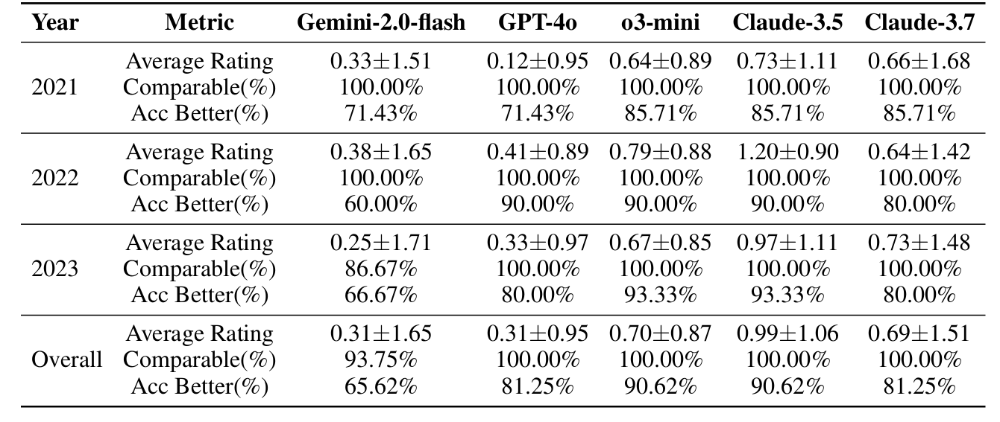 Year Metric Gemini-2.0-flash GPT-4o o3-mini Claude-3.5 Claude-3.7
Average Rating 0.33±1.51 0.12±0.95 0.64±0.89 0.73±1.11 0.66±1.68
2021 Comparable(%) 100.00% 100.00% 100.00% 100.00% 100.00%
Acc Better(%) 71.43% 71.43% 85.71% 85.71% 85.71%
Average Rating 0.38±1.65 0.41±0.89 0.79±0.88 1.20±0.90 0.64±1.42
2022 Comparable(%) 100.00% 100.00% 100.00% 100.00% 100.00%
Acc Better(%) 60.00% 90.00% 90.00% 90.00% 80.00%
Average Rating 0.25±1.71 0.33±0.97 0.67±0.85 0.97±1.11 0.73±1.48
2023 Comparable(%) 86.67% 100.00% 100.00% 100.00% 100.00%
Acc Better(%) 66.67% 80.00% 93.33% 93.33% 80.00%
Average Rating 0.31±1.65 0.31±0.95 0.70±0.87 0.99±1.06 0.69±1.51
Overall Comparable(%) 93.75% 100.00% 100.00% 100.00% 100.00%
Acc Better(%) 65.62% 81.25% 90.62% 90.62% 81.25%